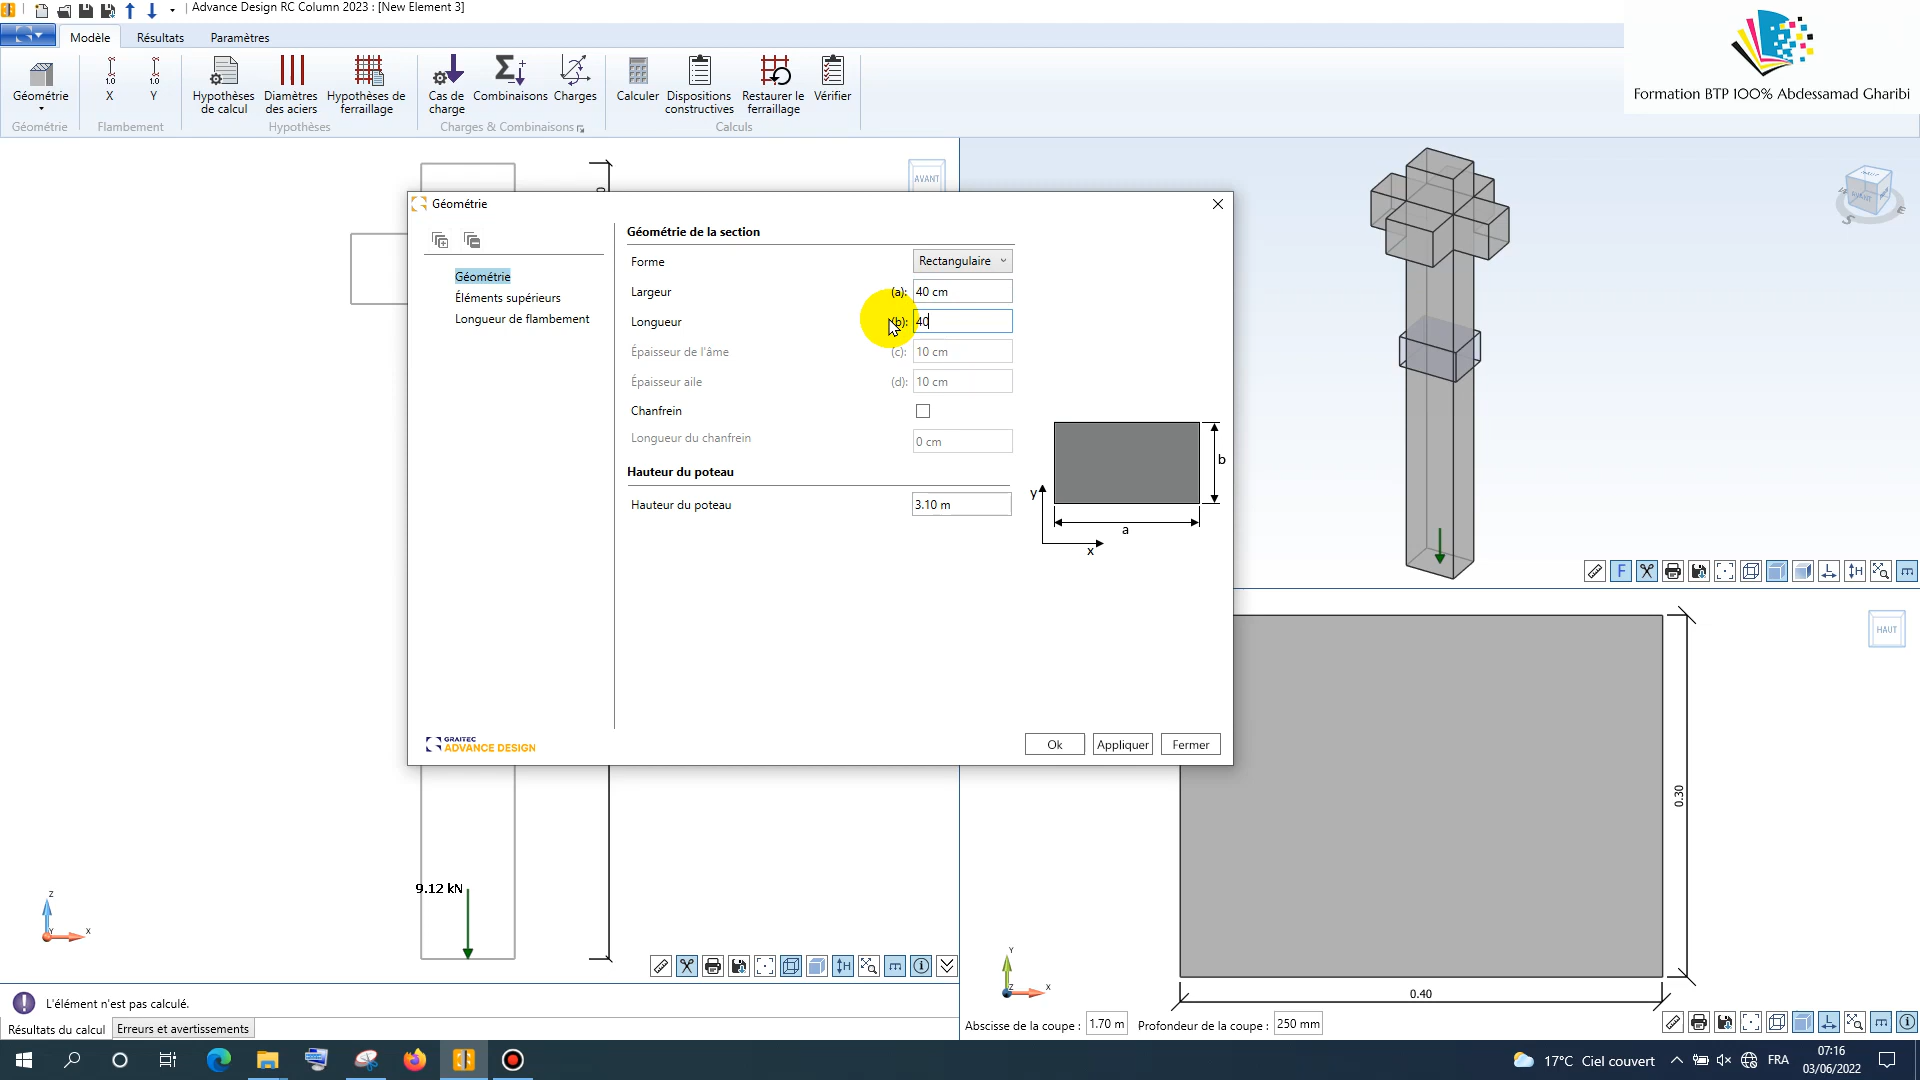 Advance Design RC Column 2023 : [New Element 3]
Modèle
Résultats
Paramètres
Géométrie
1.0
X
1.0
Y
Hypothèses
de calcul
Diamètres
des aciers
Hypothèses de
ferraillage
Cas de
charge
Combinaisons
Charges
Calculer
Dispositions
constructives
Restaurer le
ferraillage
Vérifier
Géométrie
Flambement
Hypothèses
Charges & Combinaisons
Calculs
Formation BTP 100% Abdessamad Gharibi
AVANT
HAUT
S
E
Géométrie
Géométrie
Éléments supérieurs
Longueur de flambement
Géométrie de la section
Forme
Rectangulaire
Largeur
(a):
40 cm
Longueur
(b):
40
Épaisseur de l'âme
(c):
10 cm
Épaisseur aile
(d):
10 cm
Chanfrein
Longueur du chanfrein
0 cm
Hauteur du poteau
Hauteur du poteau
3.10 m
b
y
a
x
GRAITEC
ADVANCE DESIGN
Ok
Appliquer
Fermer
F
HAUT
0.30
0.40
9.12 kN
Z
Y
X
Y
Z
X
L'élément n'est pas calculé.
Résultats du calcul
Erreurs et avertissements
Abscisse de la coupe :
1.70 m
Profondeur de la coupe :
250 mm
17°C Ciel couvert
FRA
07:16
03/06/2022